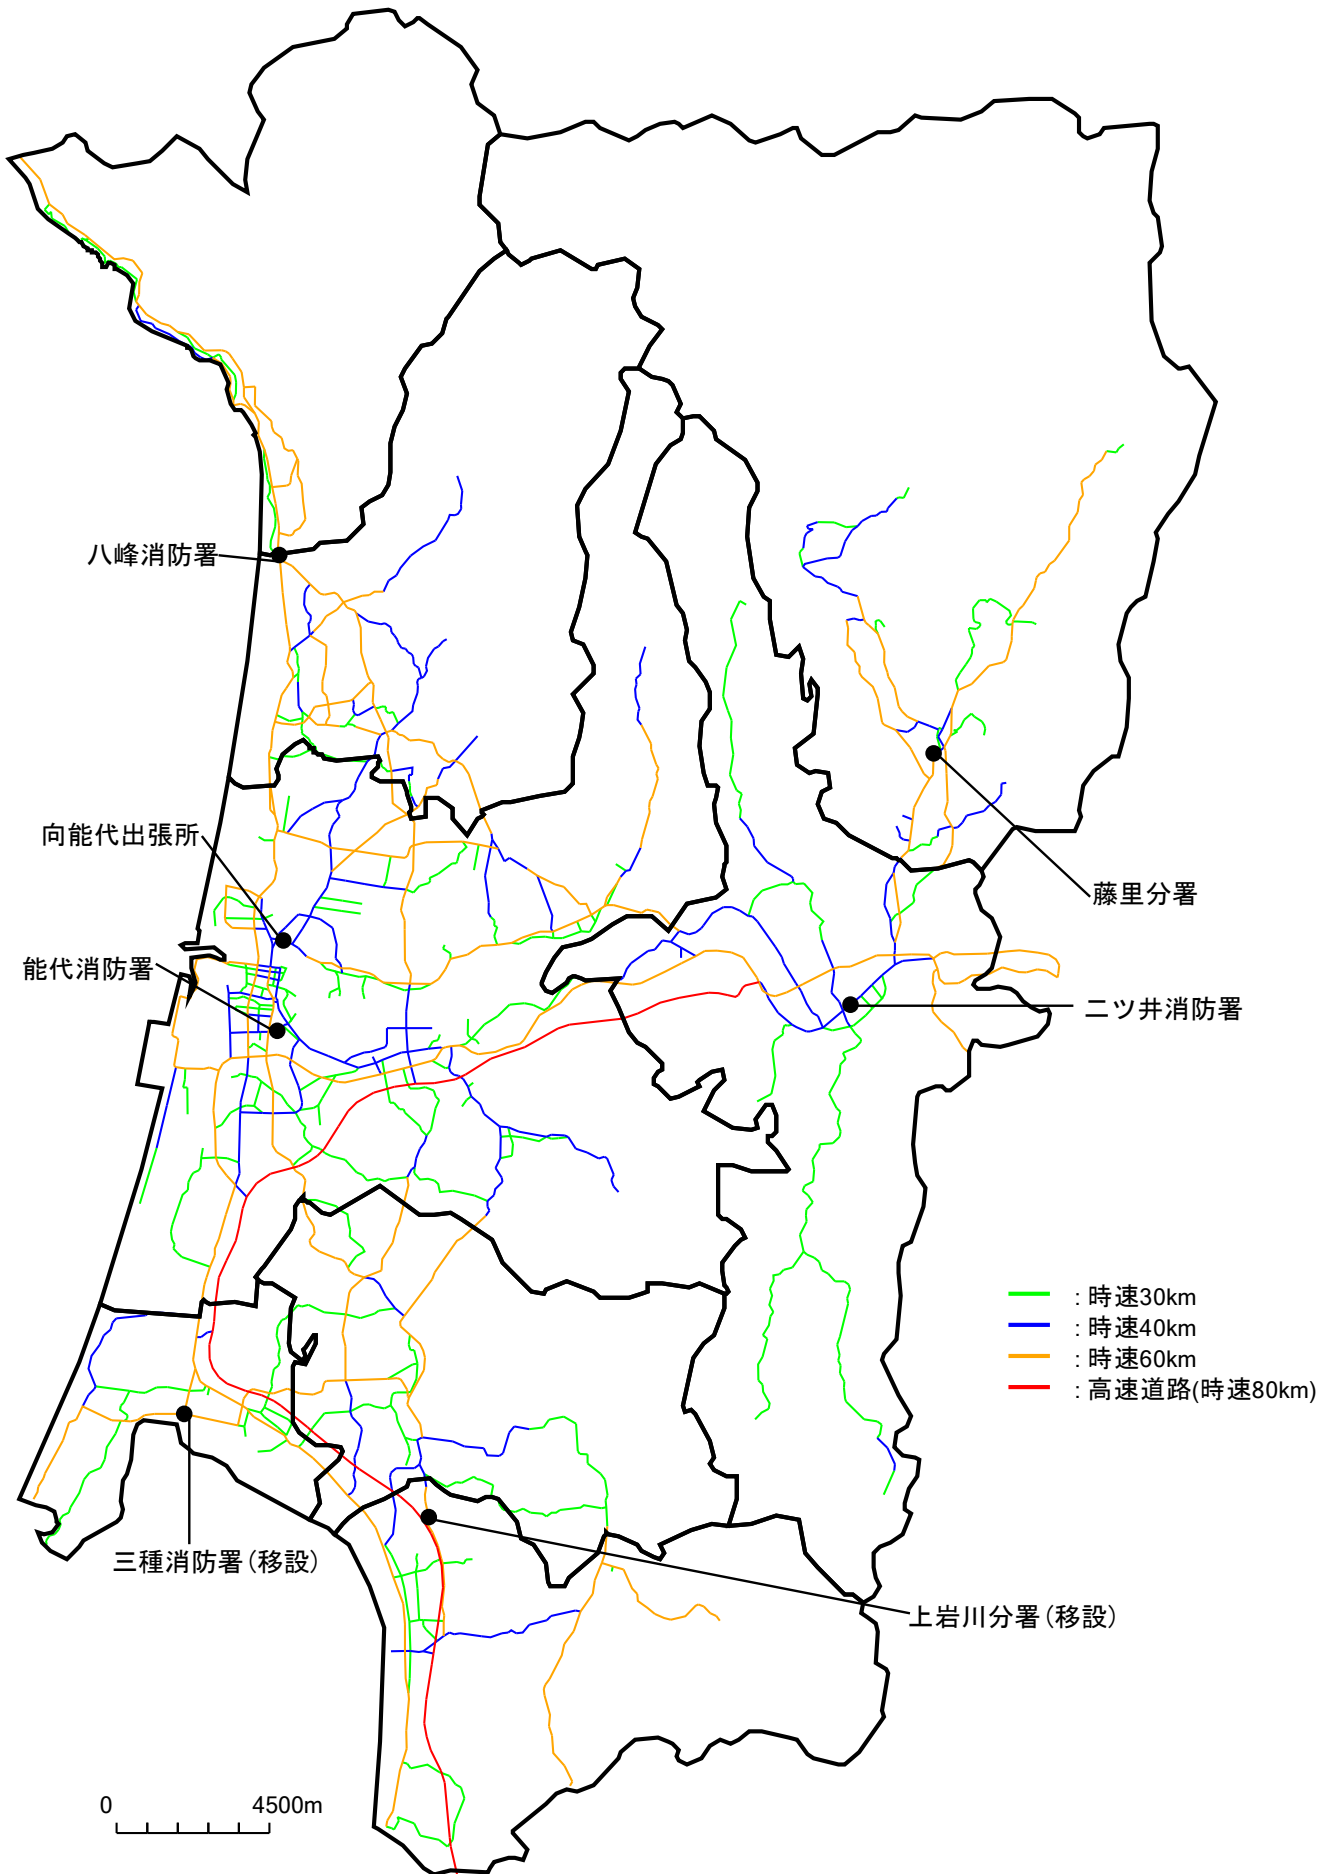 八峰消防署
向能代出張所
藤里分署
能代消防署
二ツ井消防署
: 時速30km
: 時速40km
: 時速60km
: 高速道路(時速80km)
三種消防署(移設)
上岩川分署(移設)
0 4500m